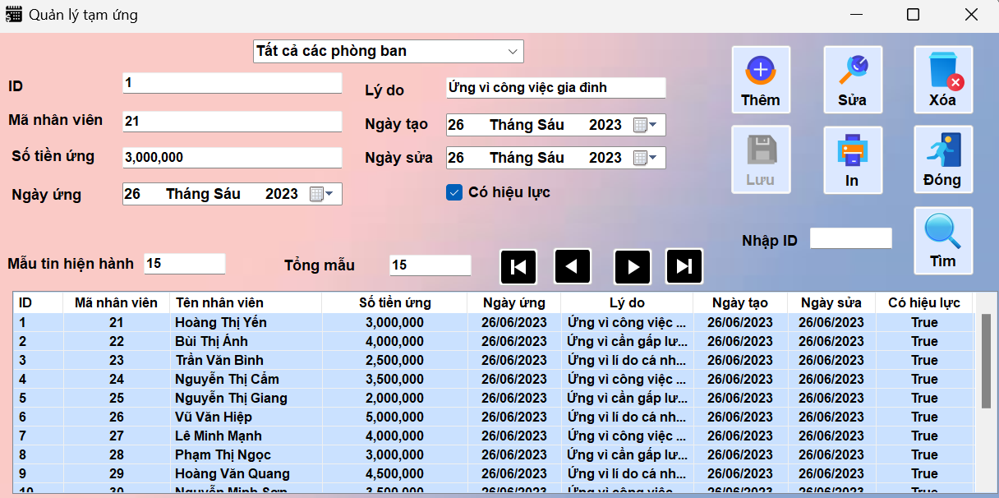 Quản lý tạm ứng
Tất cả các phòng ban
ID 1
Mã nhân viên 21
Số tiền ứng 3,000,000
Ngày ứng 26 Tháng Sáu 2023
Lý do Ứng vì công việc gia đình
Ngày tạo 26 Tháng Sáu 2023
Ngày sửa 26 Tháng Sáu 2023
Có hiệu lực
Thêm Sửa Xóa
Lưu In Đóng
Nhập ID
Tìm
Mẫu tin hiện hành 15 Tổng mẫu 15
ID Mã nhân viên Tên nhân viên Số tiền ứng Ngày ứng Lý do Ngày tạo Ngày sửa Có hiệu lực
1 21 Hoàng Thị Yến 3,000,000 26/06/2023 Ứng vì công việc ... 26/06/2023 26/06/2023 True
2 22 Bùi Thị Ánh 4,000,000 26/06/2023 Ứng vì cần gấp lư... 26/06/2023 26/06/2023 True
3 23 Trần Văn Bình 2,500,000 26/06/2023 Ứng vì lí do cá nh... 26/06/2023 26/06/2023 True
4 24 Nguyễn Thị Cẩm 3,500,000 26/06/2023 Ứng vì công việc ... 26/06/2023 26/06/2023 True
5 25 Nguyễn Thị Giang 2,000,000 26/06/2023 Ứng vì cần gấp lư... 26/06/2023 26/06/2023 True
6 26 Vũ Văn Hiệp 5,000,000 26/06/2023 Ứng vì lí do cá nh... 26/06/2023 26/06/2023 True
7 27 Lê Minh Mạnh 4,000,000 26/06/2023 Ứng vì công việc ... 26/06/2023 26/06/2023 True
8 28 Phạm Thị Ngọc 3,000,000 26/06/2023 Ứng vì cần gấp lư... 26/06/2023 26/06/2023 True
9 29 Hoàng Văn Quang 4,500,000 26/06/2023 Ứng vì lí do cá nh... 26/06/2023 26/06/2023 True
10 30 Nguyễn Minh Sơn 3,500,000 26/06/2023 Ứng vì công việc ... 26/06/2023 26/06/2023 True